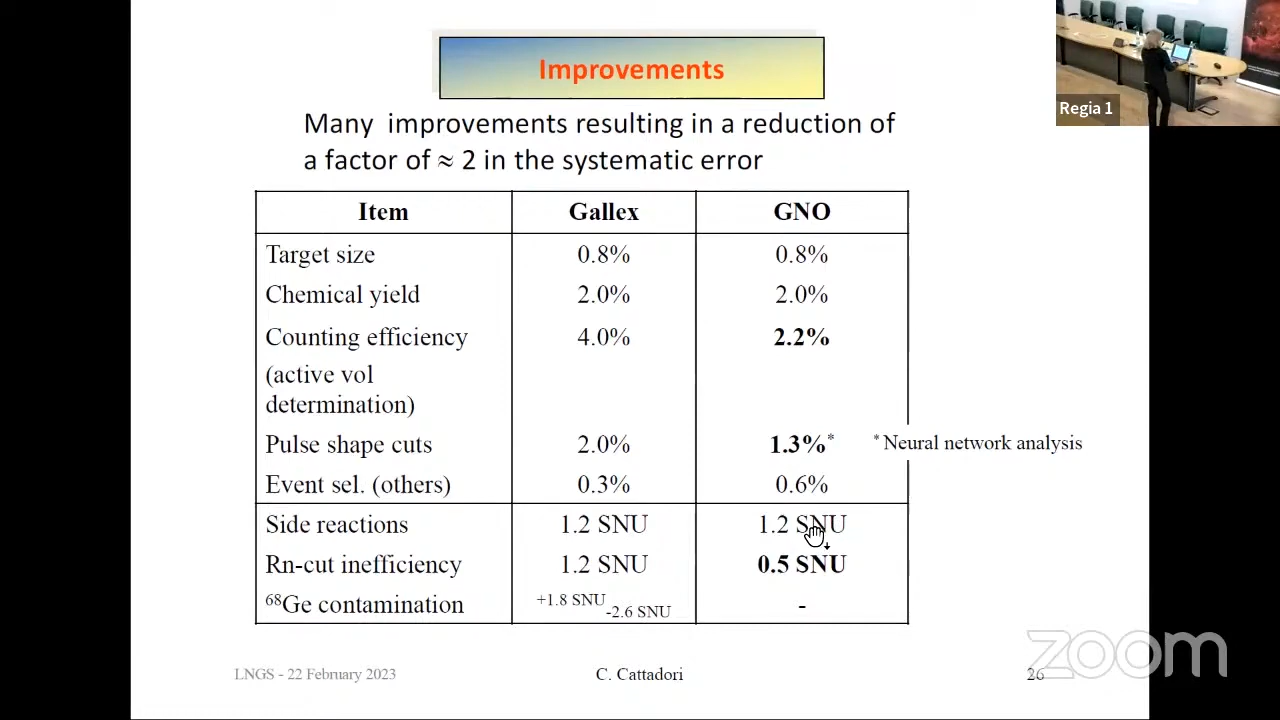 Improvements
Regia 1
Many improvements resulting in a reduction of
a factor of ≈ 2 in the systematic error
Item Gallex GNO
Target size 0.8% 0.8%
Chemical yield 2.0% 2.0%
Counting efficiency 4.0% 2.2%
(active vol
determination)
Pulse shape cuts 2.0% 1.3%* *Neural network analysis
Event sel. (others) 0.3% 0.6%
Side reactions 1.2 SNU 1.2 SNU
Rn-cut inefficiency 1.2 SNU 0.5 SNU
⁶⁸Ge contamination +1.8 SNU -2.6 SNU -
LNGS - 22 February 2023 C. Cattadori 26
zoom